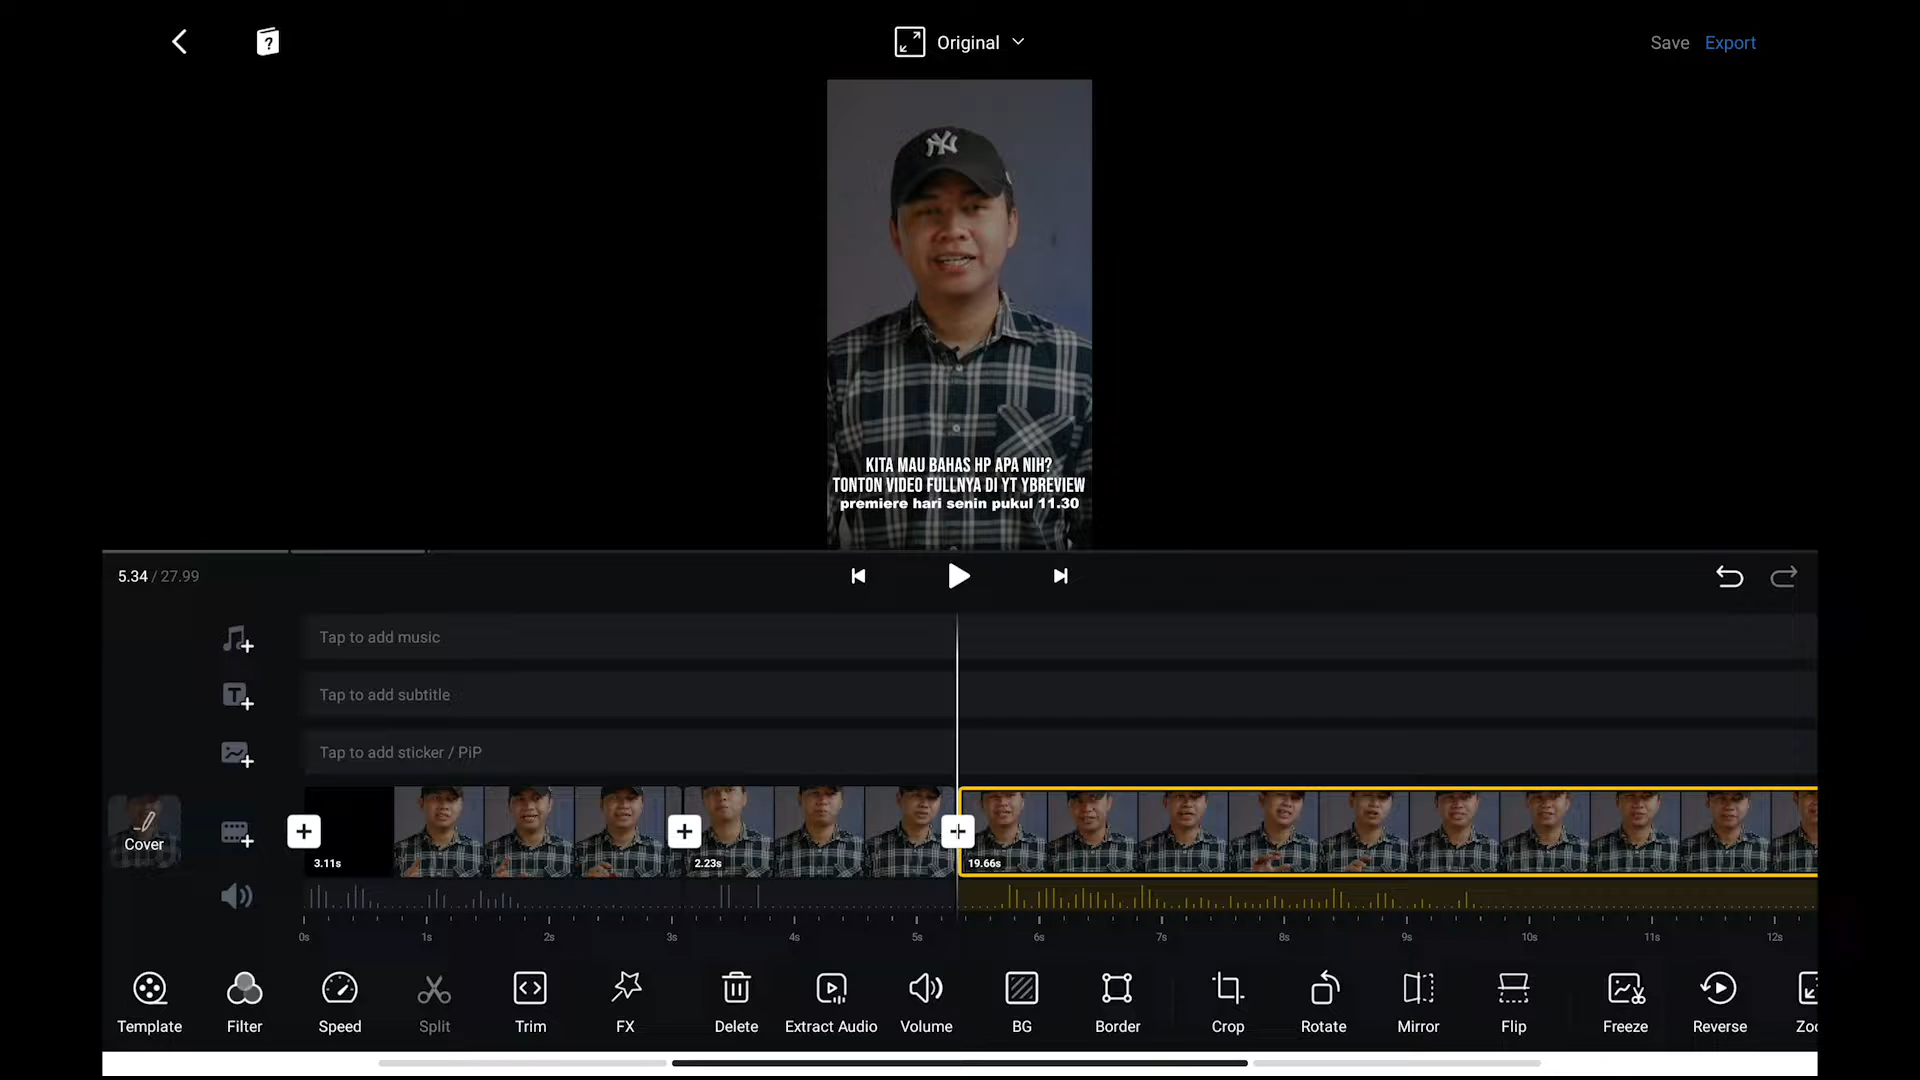 ?
Original
Save
Export
NY
KITA MAU BAHAS HP APA NIH?
TONTON VIDEO FULLNYA DI YT YBREVIEW
premiere hari senin pukul 11.30
5.34 / 27.99
Tap to add music
Tap to add subtitle
Tap to add sticker / PiP
Cover
3.11s
2.23s
19.66s
0s 1s 2s 3s 4s 5s 6s 7s 8s 9s 10s 11s 12s
Template Filter Speed Split Trim FX Delete Extract Audio Volume BG Border Crop Rotate Mirror Flip Freeze Reverse Zo